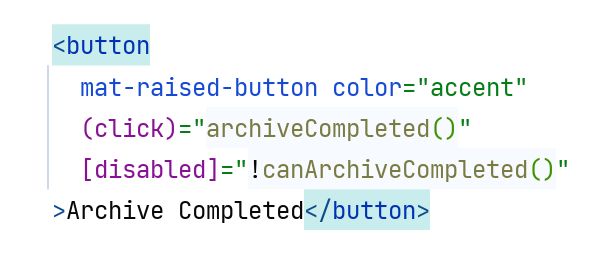 <button
mat-raised-button color="accent"
(click)="archiveCompleted()"
[disabled]="!canArchiveCompleted()"
>Archive Completed</button>